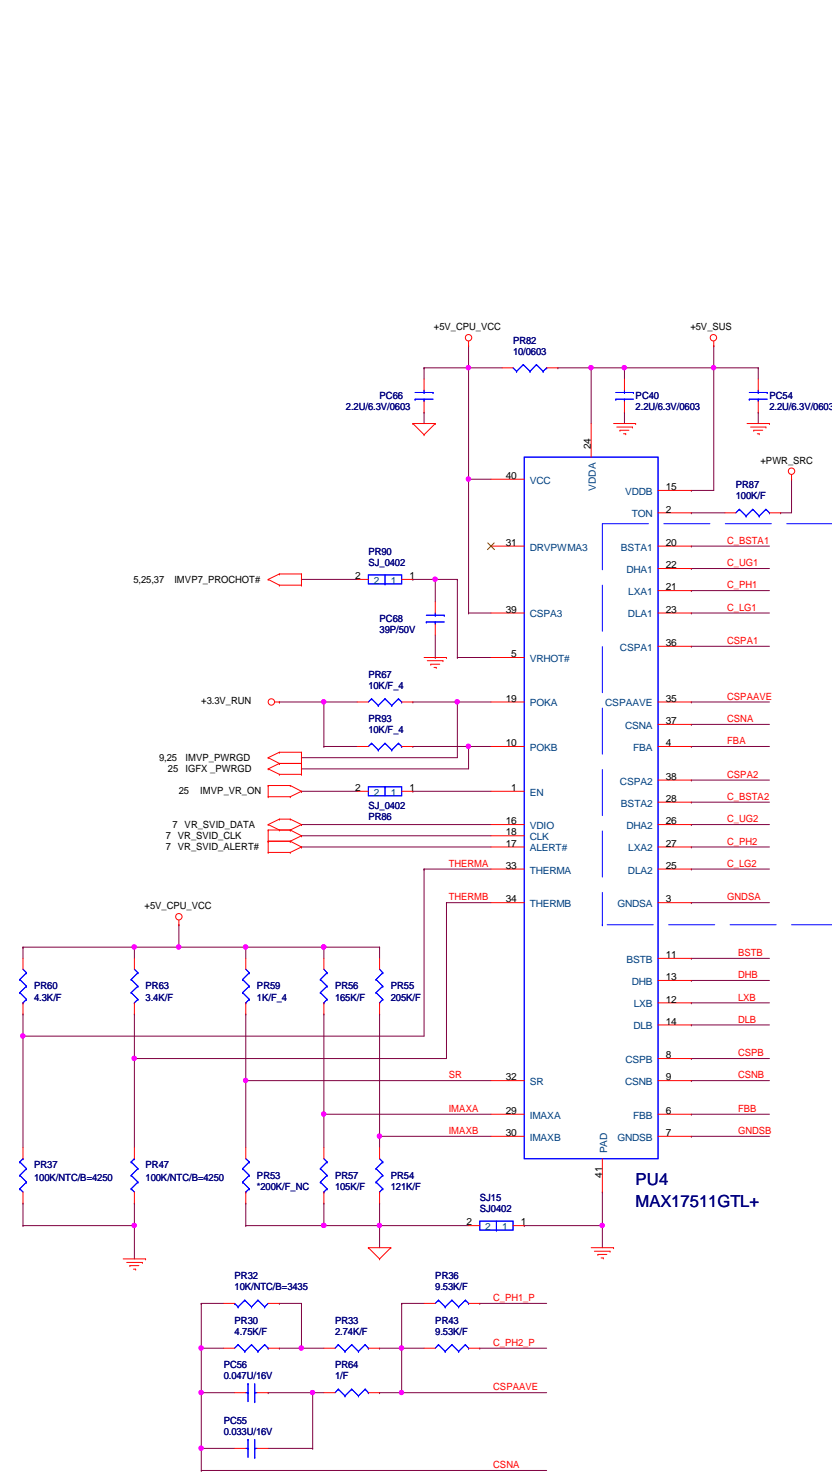 +5V_CPU_VCC
+5V_SUS
PR82
10/0603
PC66
2.2U/6.3V/0603
PC40
2.2U/6.3V/0603
PC54
2.2U/6.3V/0603
24
VDDA
+PWR_SRC
40 VCC
VDDB 15
PR87
100K/F
TON 2
31 DRVPWMA3
BSTA1 20 C_BSTA1
DHA1 22 C_UG1
PR90
SJ_0402
5,25,37 IMVP7_PROCHOT#
2 2 1 1
LXA1 21 C_PH1
39 CSPA3
DLA1 23 C_LG1
PC68
39P/50V
CSPA1 36 CSPA1
5 VRHOT#
PR67
10K/F_4
+3.3V_RUN
19 POKA
CSPAAVE 35 CSPAAVE
PR93
10K/F_4
CSNA 37 CSNA
10 POKB
FBA 4 FBA
9,25 IMVP_PWRGD
25 IGFX_PWRGD
CSPA2 38 CSPA2
25 IMVP_VR_ON
2 2 1 1
1 EN
SJ_0402
PR86
BSTA2 28 C_BSTA2
7 VR_SVID_DATA
16 VDIO
DHA2 26 C_UG2
7 VR_SVID_CLK
18 CLK
7 VR_SVID_ALERT#
17 ALERT#
LXA2 27 C_PH2
THERMA 33 THERMA
DLA2 25 C_LG2
THERMB 34 THERMB
GNDSA 3 GNDSA
+5V_CPU_VCC
BSTB 11 BSTB
DHB 13 DHB
LXB 12 LXB
DLB 14 DLB
PR60
4.3K/F
PR63
3.4K/F
PR59
1K/F_4
PR56
165K/F
PR55
205K/F
CSPB 8 CSPB
SR 32 SR
CSNB 9 CSNB
IMAXA 29 IMAXA
FBB 6 FBB
IMAXB 30 IMAXB
GNDSB 7 GNDSB
PAD
41
PR37
100K/NTC/B=4250
PR47
100K/NTC/B=4250
PR53
*200K/F_NC
PR57
105K/F
PR54
121K/F
PU4
MAX17511GTL+
SJ15
SJ0402
2 2 1 1
PR32
10K/NTC/B=3435
PR36
9.53K/F
C_PH1_P
PR30
4.75K/F
PR33
2.74K/F
PR43
9.53K/F
C_PH2_P
PC56
0.047U/16V
PR64
1/F
CSPAAVE
PC55
0.033U/16V
CSNA